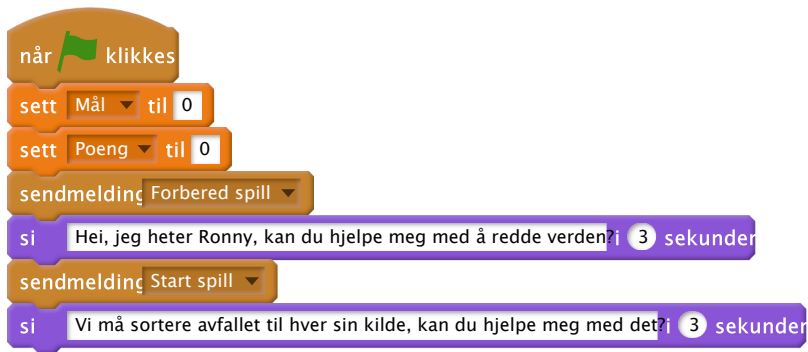 når klikkes
sett Mål til 0
sett Poeng til 0
sendmelding Forbered spill
si Hei, jeg heter Ronny, kan du hjelpe meg med å redde verden? i 3 sekunder
sendmelding Start spill
si Vi må sortere avfallet til hver sin kilde, kan du hjelpe meg med det? i 3 sekunder